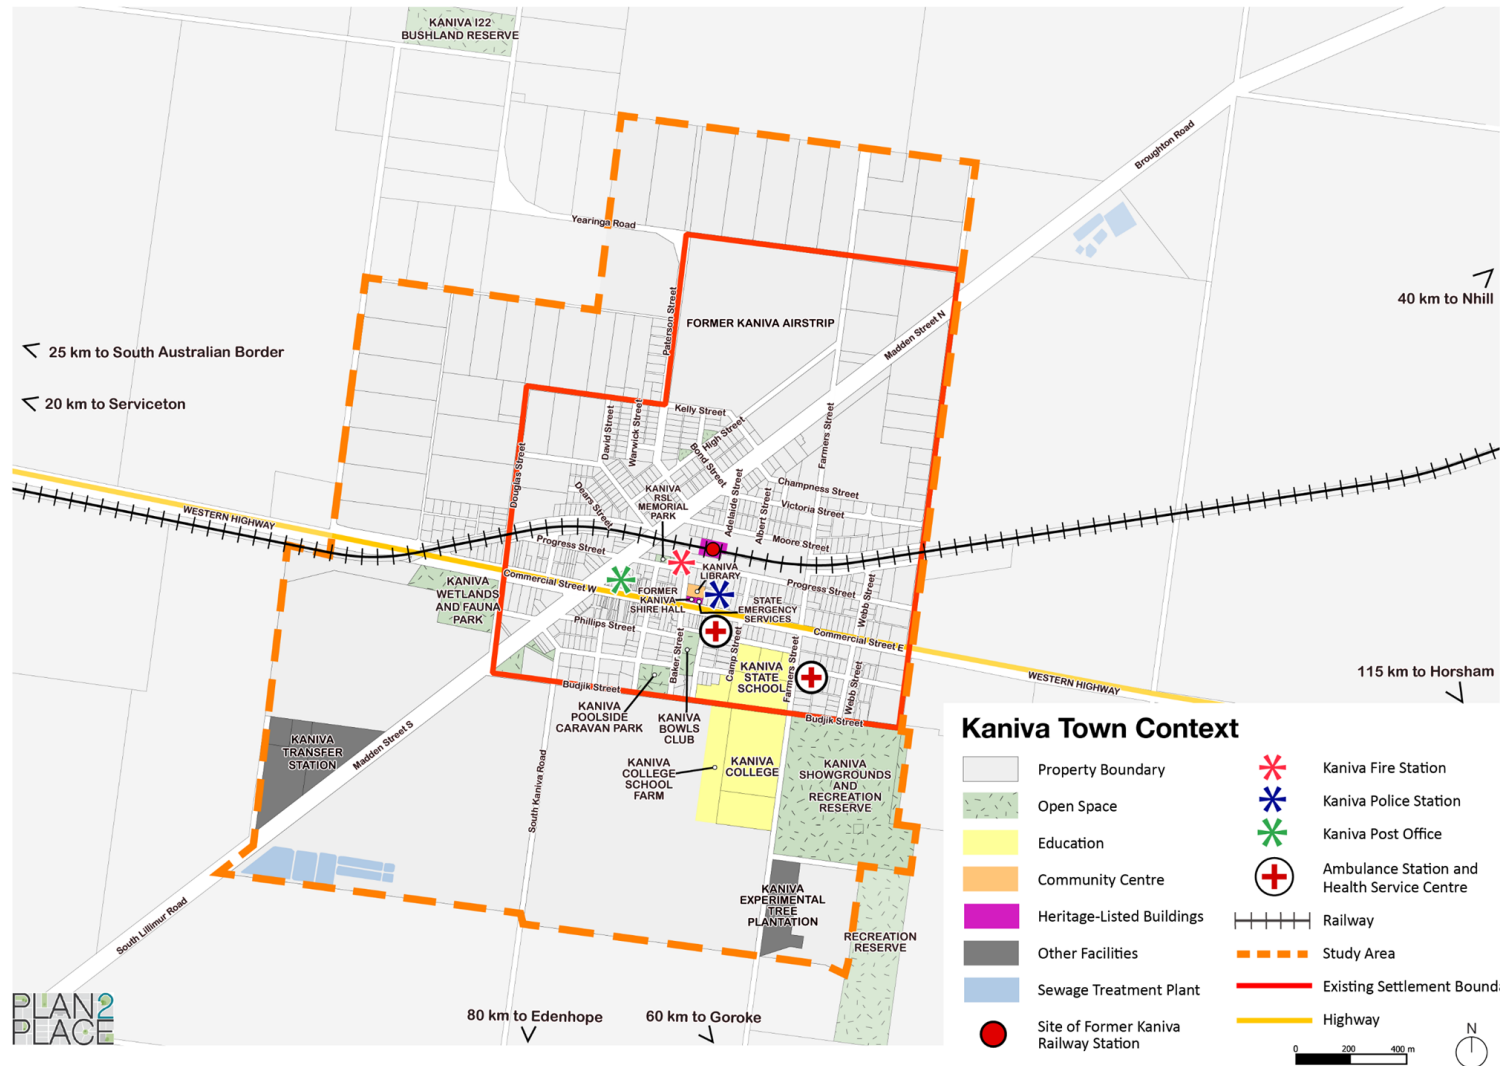 KANIVA I22
BUSHLAND RESERVE
Broughton Road
Yearinga Road
40 km to Nhill
Paterson Street
FORMER KANIVA AIRSTRIP
Madden Street N
25 km to South Australian Border
20 km to Serviceton
Kelly Street
David Street
Warwick Street
High Street
Bond Street
Farmers Street
Douglas Street
Dears Street
KANIVA
RSL
MEMORIAL
PARK
Adelaide Street
Albert Street
Champness Street
Victoria Street
Moore Street
WESTERN HIGHWAY
Progress Street
KANIVA
LIBRARY
Commercial Street W
KANIVA
WETLANDS
AND FAUNA
PARK
FORMER
KANIVA
SHIRE HALL
STATE
EMERGENCY
SERVICES
Progress Street
Webb Street
Phillips Street
Commercial Street E
Baker Street
Camp Street
Farmers Street
Webb Street
KANIVA
STATE
SCHOOL
WESTERN HIGHWAY
115 km to Horsham
Budjik Street
Budjik Street
KANIVA
POOLSIDE
CARAVAN PARK
KANIVA
BOWLS
CLUB
KANIVA
TRANSFER
STATION
Madden Street S
South Kaniva Road
KANIVA
COLLEGE
SCHOOL
FARM
KANIVA
COLLEGE
KANIVA
SHOWGROUNDS
AND
RECREATION
RESERVE
KANIVA
EXPERIMENTAL
TREE
PLANTATION
RECREATION
RESERVE
South Lillimur Road
80 km to Edenhope
60 km to Goroke
PLAN2
PLACE
Kaniva Town Context
Property Boundary
Open Space
Education
Community Centre
Heritage-Listed Buildings
Other Facilities
Sewage Treatment Plant
Site of Former Kaniva
Railway Station
Kaniva Fire Station
Kaniva Police Station
Kaniva Post Office
Ambulance Station and
Health Service Centre
Railway
Study Area
Existing Settlement Bounda
Highway
0 200 400 m
N